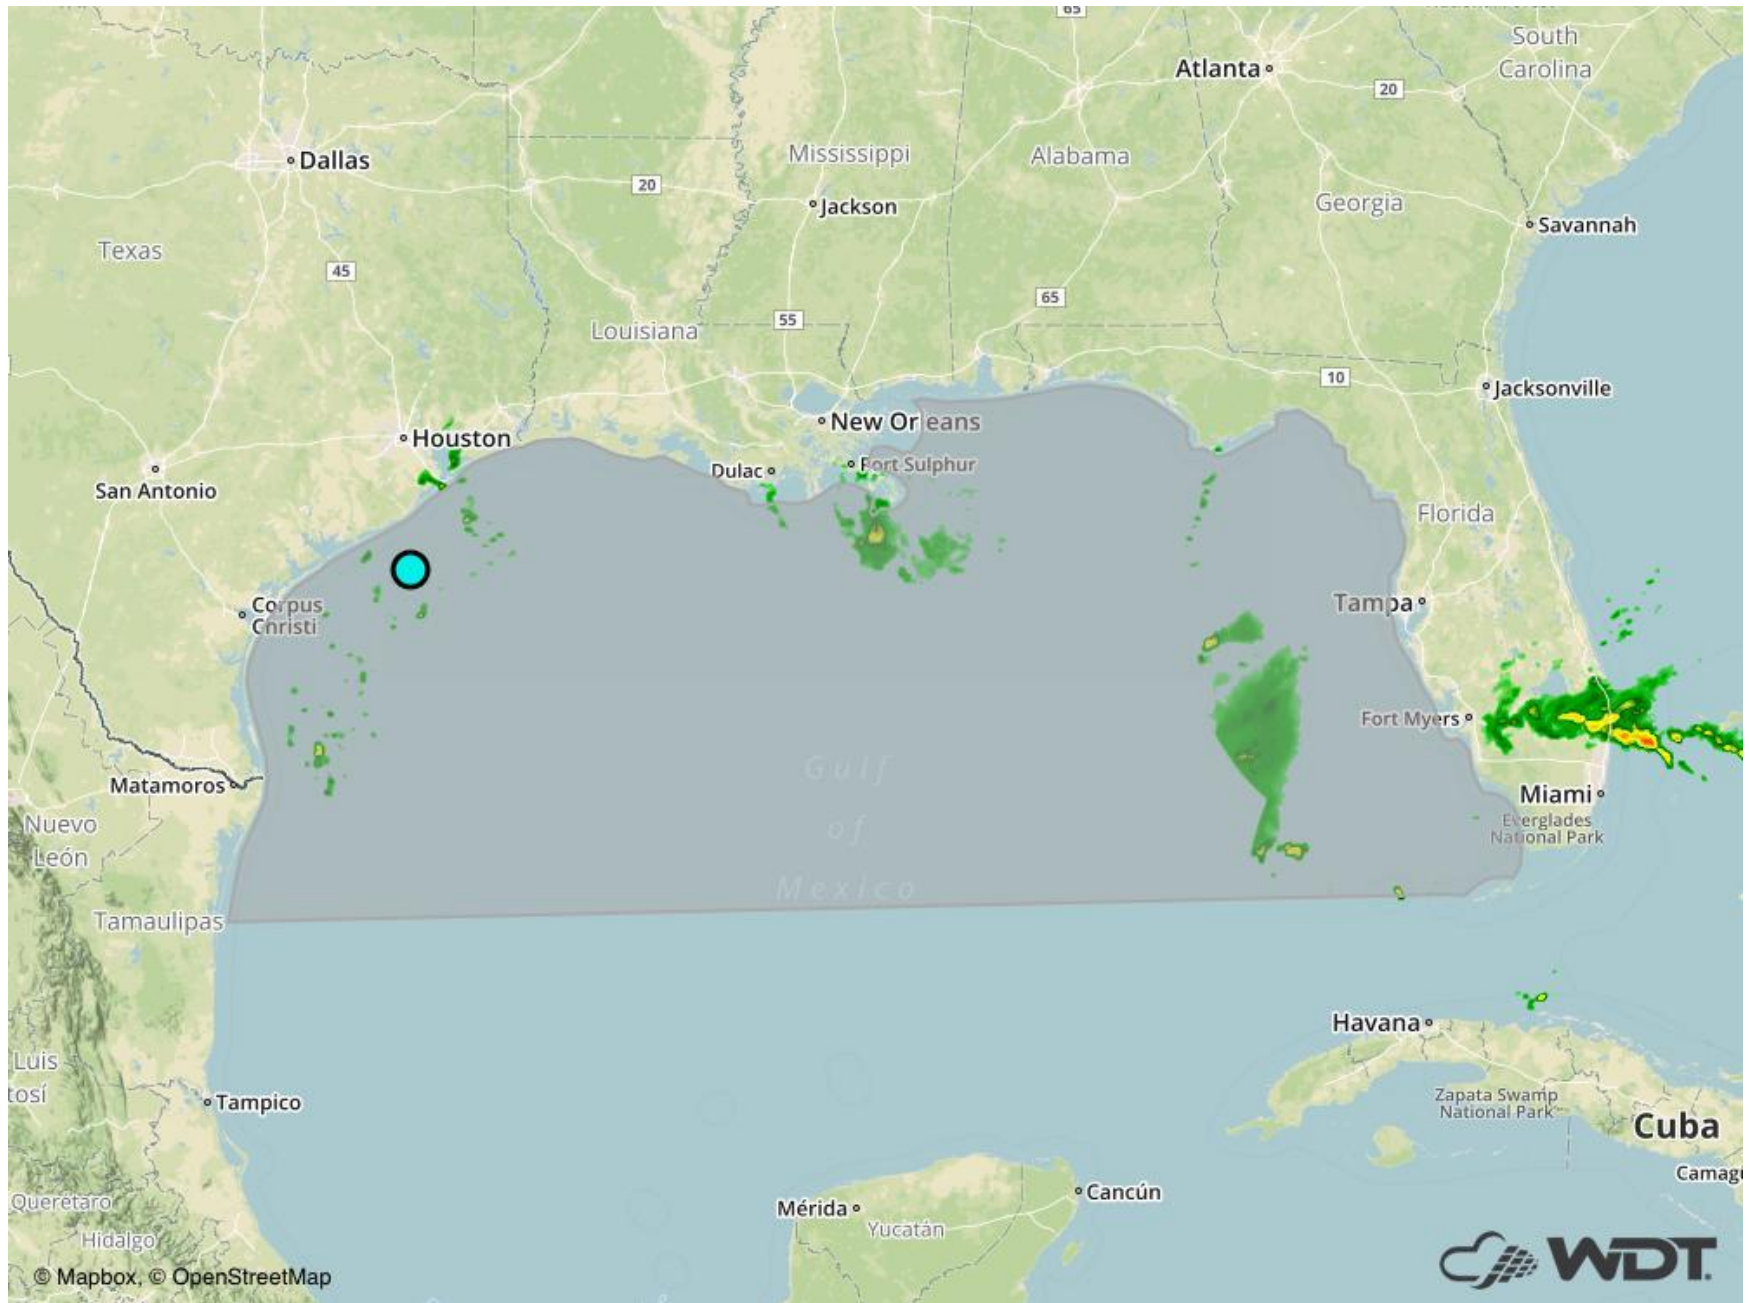 65
South
Carolina
Atlanta
20
Dallas
Mississippi
Alabama
20
Jackson
Georgia
Savannah
Texas
45
65
55
Louisiana
10
Jacksonville
New Orleans
Houston
Dulac
Fort Sulphur
San Antonio
Florida
Corpus
Christi
Tampa
Fort Myers
Gulf
of
Mexico
Matamoros
Miami
Everglades
National Park
Nuevo
León
Tamaulipas
Havana
Luis
tosí
Tampico
Zapata Swamp
National Park
Cuba
Camag
Cancún
Querétaro
Mérida
Yucatán
Hidalgo
© Mapbox, © OpenStreetMap
WDT